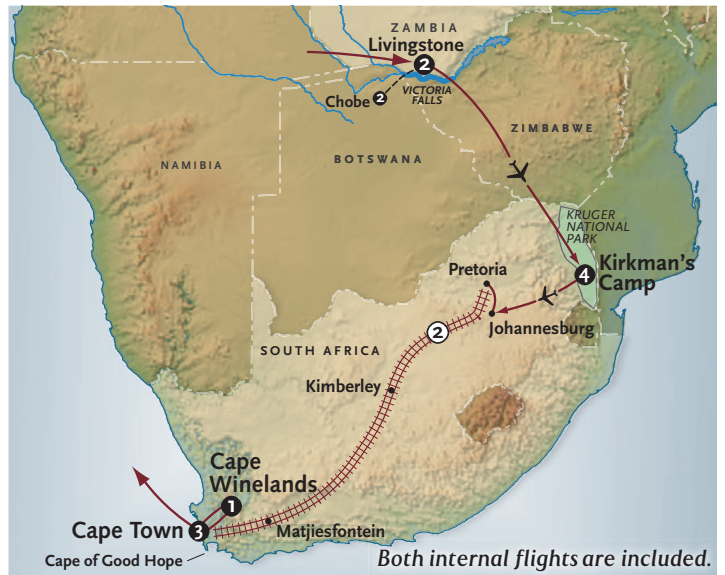 ZAMBIA
Livingstone
2
Chobe
2
VICTORIA
FALLS
ZIMBABWE
NAMIBIA
BOTSWANA
KRUGER
NATIONAL
PARK
Pretoria
4
Kirkman's
Camp
Johannesburg
2
SOUTH AFRICA
Kimberley
Cape
Winelands
1
Cape Town
3
Matjiesfontein
Cape of Good Hope
Both internal flights are included.